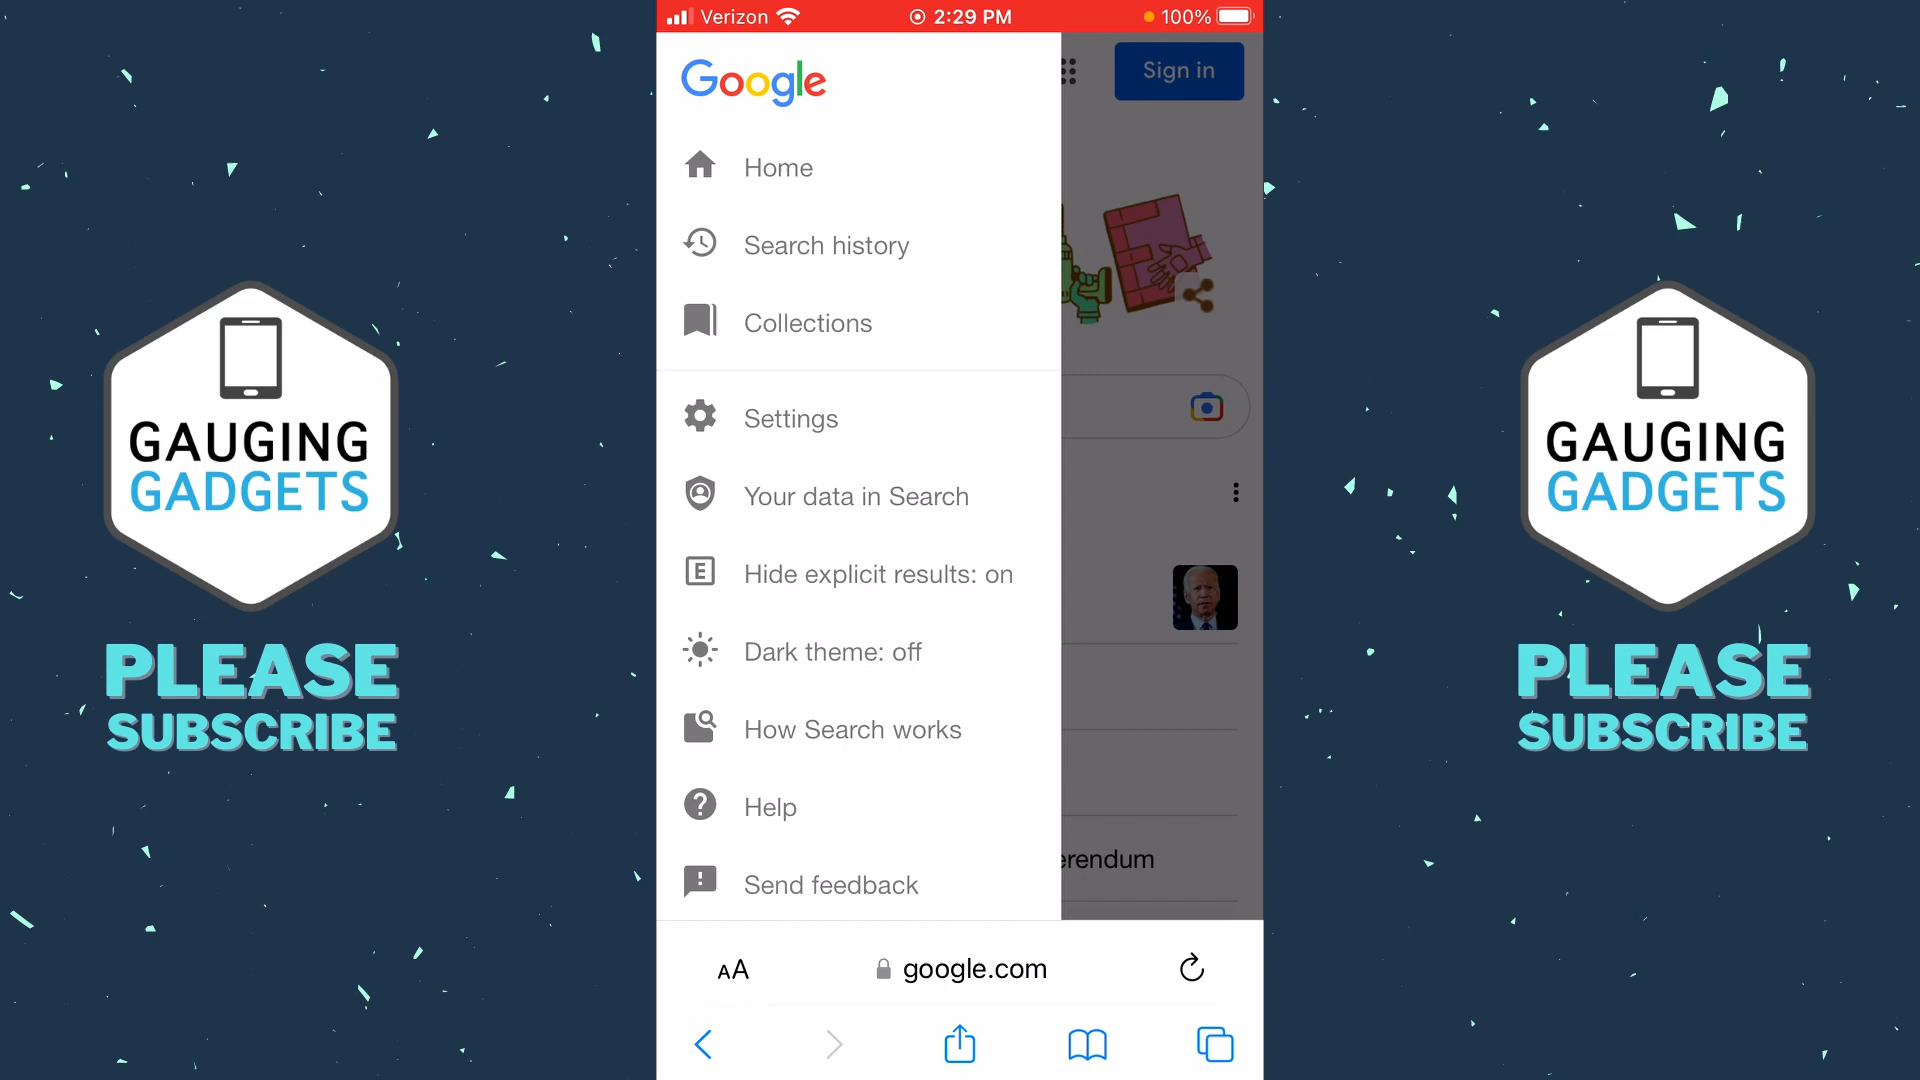 Verizon 2:29 PM 100%
Google
Sign in
Home
Search history
Collections
Settings
Your data in Search
E Hide explicit results: on
Dark theme: off
How Search works
? Help
! Send feedback
erendum
AA google.com
GAUGING
GADGETS
PLEASE
SUBSCRIBE
GAUGING
GADGETS
PLEASE
SUBSCRIBE